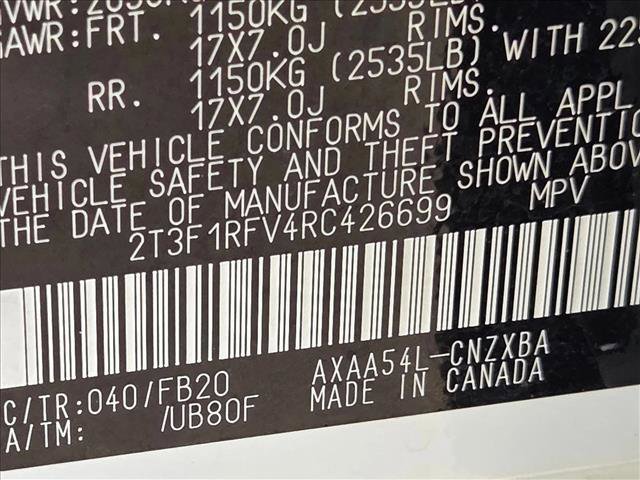 GAWR:FRT. 1150KG (2535LB) WITH 22
17X7.0J RIMS.
RR. 1150KG (2535LB) WITH 22
17X7.0J RIMS.
THIS VEHICLE CONFORMS TO ALL APPL
VEHICLE SAFETY AND THEFT PREVENTIO
THE DATE OF MANUFACTURE SHOWN ABOV
2T3F1RFV4RC426699 MPV
C/TR:040/FB20 AXAA54L-CNZXBA
A/TM: /UB80F MADE IN CANADA